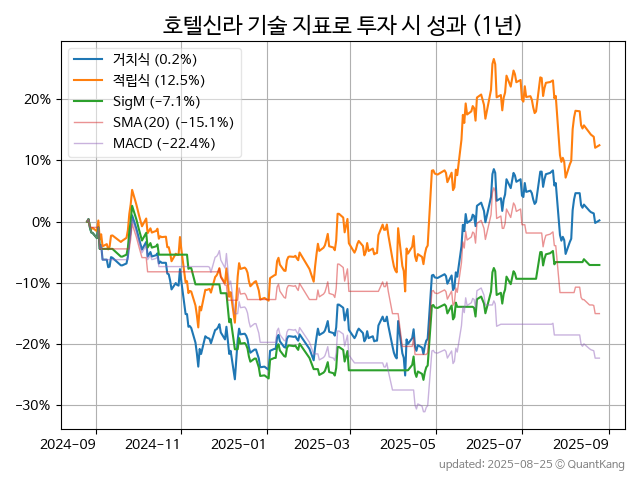 호텔신라 기술 지표로 투자 시 성과 (1년)
거치식 (0.2%)
적립식 (12.5%)
SigM (−7.1%)
SMA(20) (−15.1%)
MACD (−22.4%)
20%
10%
0%
−10%
−20%
−30%
2024-09 2024-11 2025-01 2025-03 2025-05 2025-07 2025-09
updated: 2025-08-25 © QuantKang